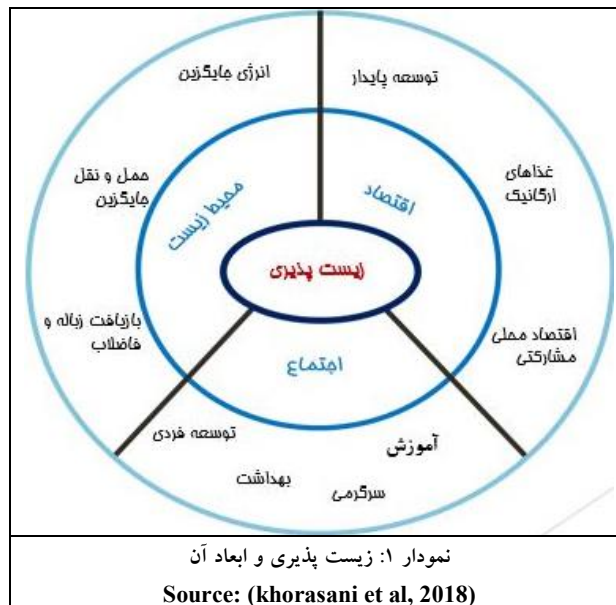 انرژی جایگزین
توسعه پایدار
حمل و نقل
جایگزین
محیط زیست
اقتصاد
غذاهای
ارگانیک
زیست پذیری
بازیافت زباله و
فاضلاب
اقتصاد محلی
مشارکتی
اجتماع
توسعه فردی
آموزش
بهداشت
سرگرمی
نمودار ۱: زیست پذیری و ابعاد آن
Source: (khorasani et al, 2018)